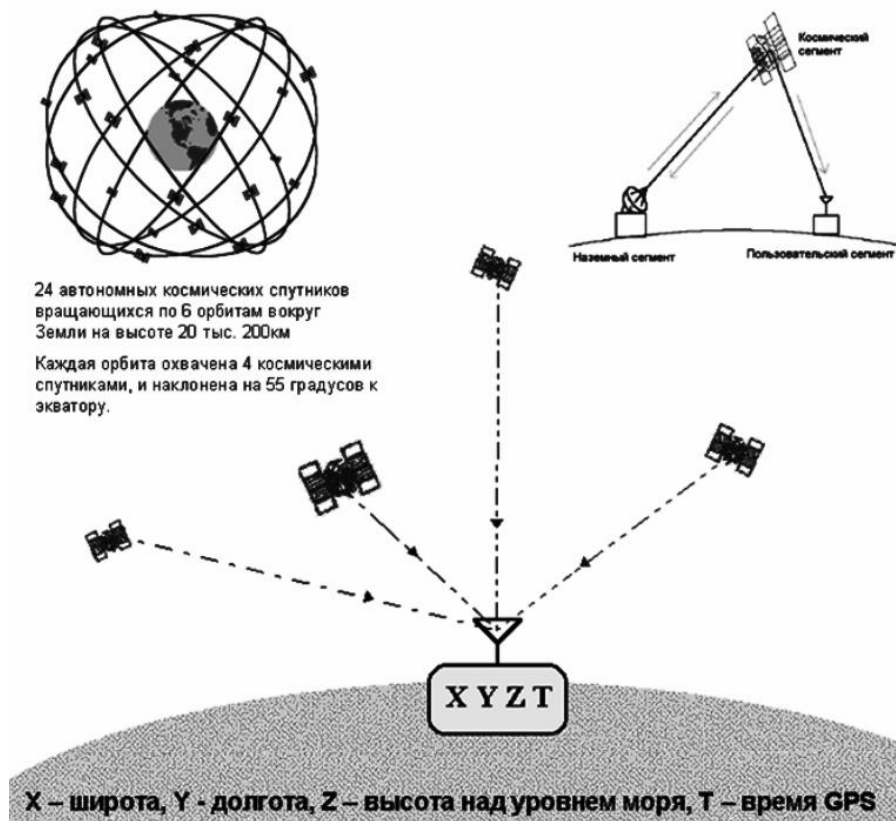 Космический
сегмент
Наземный сегмент
Пользовательский сегмент
24 автономных космических спутников
вращающихся по 6 орбитам вокруг
Земли на высоте 20 тыс. 200км
Каждая орбита охвачена 4 космическими
спутниками, и наклонена на 55 градусов к
экватору.
X Y Z T
X – широта, Y - долгота, Z – высота над уровнем моря, T – время GPS